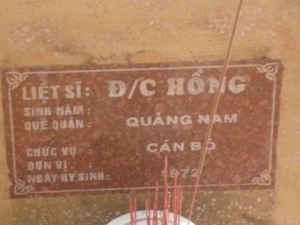 LIỆT SĨ: Đ/C HỒNG
SINH NĂM:
QUÊ QUÁN: QUẢNG NAM
CHỨC VỤ: CÁN BỘ
ĐƠN VỊ:
NGÀY HY SINH: 1972